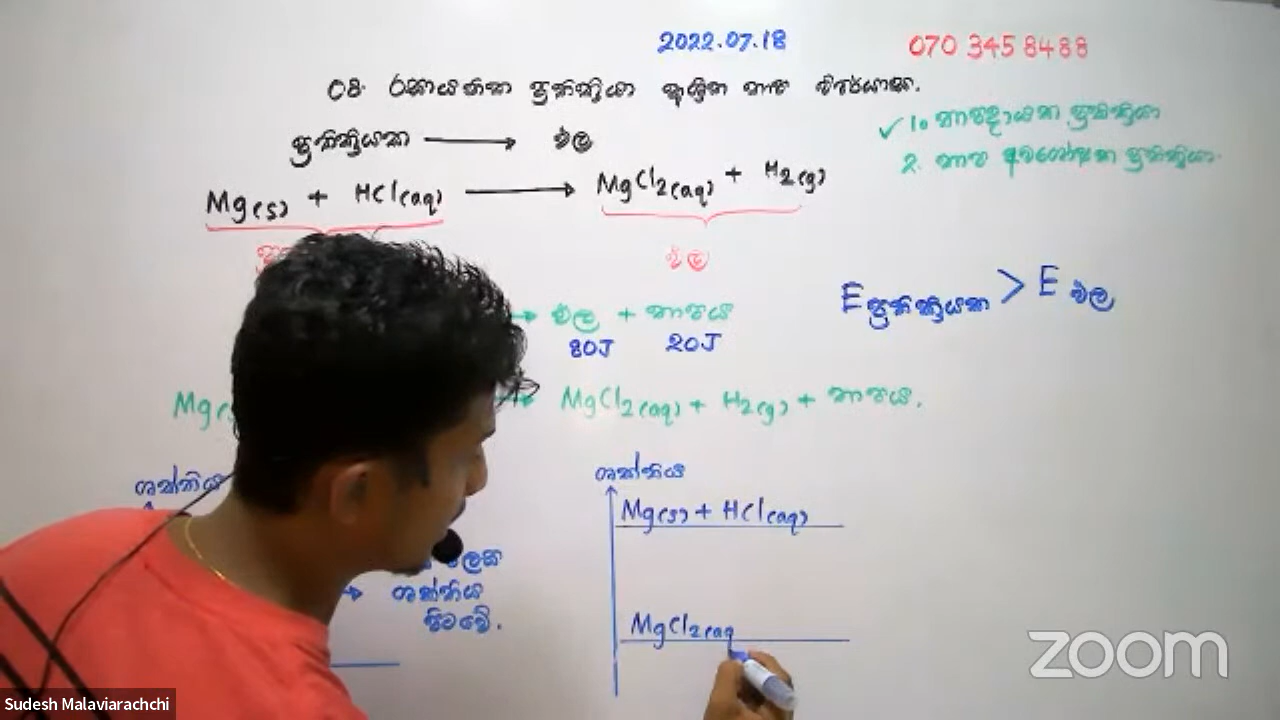 2022.07.18
070 345 8488
08. රසායනික ප්‍රතික්‍රියා ආශ්‍රිත තාප විපර්යාස.
✓ 1. තාපදායක ප්‍රතික්‍රියා
2. තාප අවශෝෂක ප්‍රතික්‍රියා.
ප්‍රතික්‍රියක → ඵල
Mg(s) + HCl(aq) → MgCl2(aq) + H2(g)
ඵල
E ප්‍රතික්‍රියක > E ඵල
→ ඵල + තාපය
80J 20J
→ MgCl2(aq) + H2(g) + තාපය.
ශක්තිය
ශක්තිය
Mg(s) + HCl(aq)
→ ශක්තිය
පිටවේ.
MgCl2(aq
zoom
Sudesh Malaviarachchi